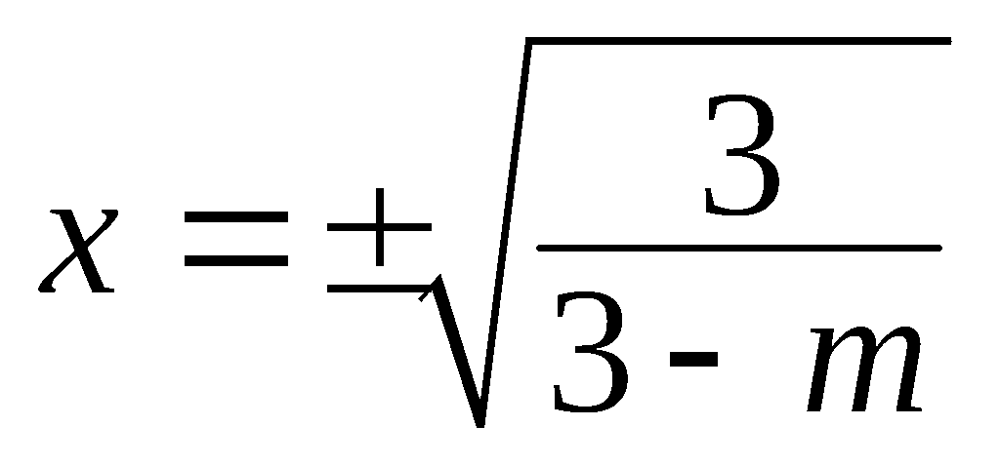 x = ±√(3/(3 - m))